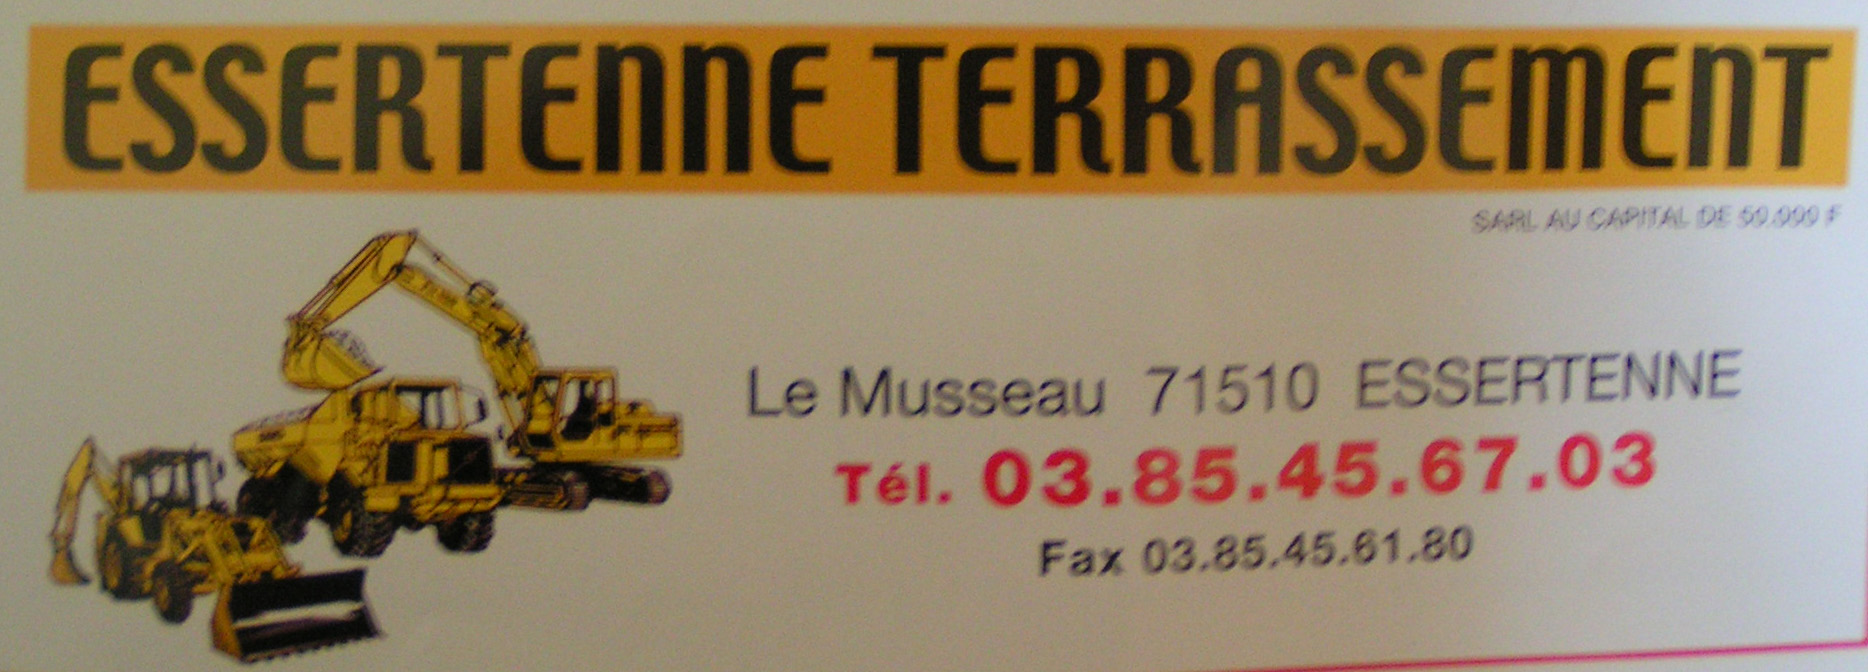 ESSERTENNE TERRASSEMENT
SARL AU CAPITAL DE 50.000 F
Le Musseau 71510 ESSERTENNE
Tél. 03.85.45.67.03
Fax 03.85.45.61.80